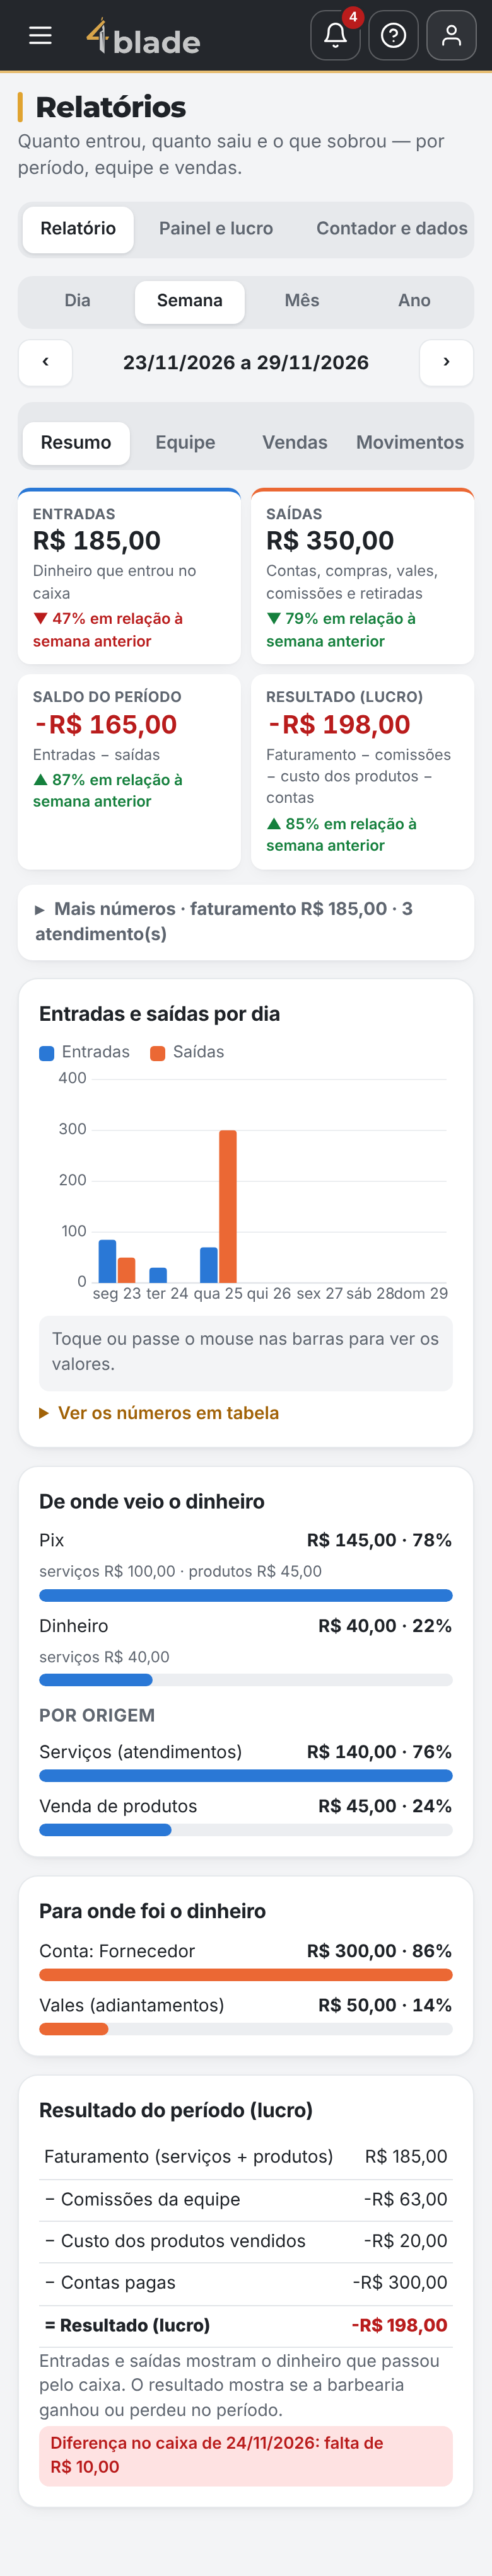 4blade
4
Relatórios
Quanto entrou, quanto saiu e o que sobrou — por
período, equipe e vendas.
Relatório Painel e lucro Contador e dados
Dia Semana Mês Ano
‹ 23/11/2026 a 29/11/2026 ›
Resumo Equipe Vendas Movimentos
ENTRADAS
R$ 185,00
Dinheiro que entrou no
caixa
▼ 47% em relação à
semana anterior
SAÍDAS
R$ 350,00
Contas, compras, vales,
comissões e retiradas
▼ 79% em relação à
semana anterior
SALDO DO PERÍODO
-R$ 165,00
Entradas − saídas
▲ 87% em relação à
semana anterior
RESULTADO (LUCRO)
-R$ 198,00
Faturamento − comissões
− custo dos produtos −
contas
▲ 85% em relação à
semana anterior
▸ Mais números · faturamento R$ 185,00 · 3
atendimento(s)
Entradas e saídas por dia
Entradas Saídas
400
300
200
100
0
seg 23 ter 24 qua 25 qui 26 sex 27 sáb 28 dom 29
Toque ou passe o mouse nas barras para ver os
valores.
▸ Ver os números em tabela
De onde veio o dinheiro
Pix R$ 145,00 · 78%
serviços R$ 100,00 · produtos R$ 45,00
Dinheiro R$ 40,00 · 22%
serviços R$ 40,00
POR ORIGEM
Serviços (atendimentos) R$ 140,00 · 76%
Venda de produtos R$ 45,00 · 24%
Para onde foi o dinheiro
Conta: Fornecedor R$ 300,00 · 86%
Vales (adiantamentos) R$ 50,00 · 14%
Resultado do período (lucro)
Faturamento (serviços + produtos) R$ 185,00
− Comissões da equipe -R$ 63,00
− Custo dos produtos vendidos -R$ 20,00
− Contas pagas -R$ 300,00
= Resultado (lucro) -R$ 198,00
Entradas e saídas mostram o dinheiro que passou
pelo caixa. O resultado mostra se a barbearia
ganhou ou perdeu no período.
Diferença no caixa de 24/11/2026: falta de
R$ 10,00